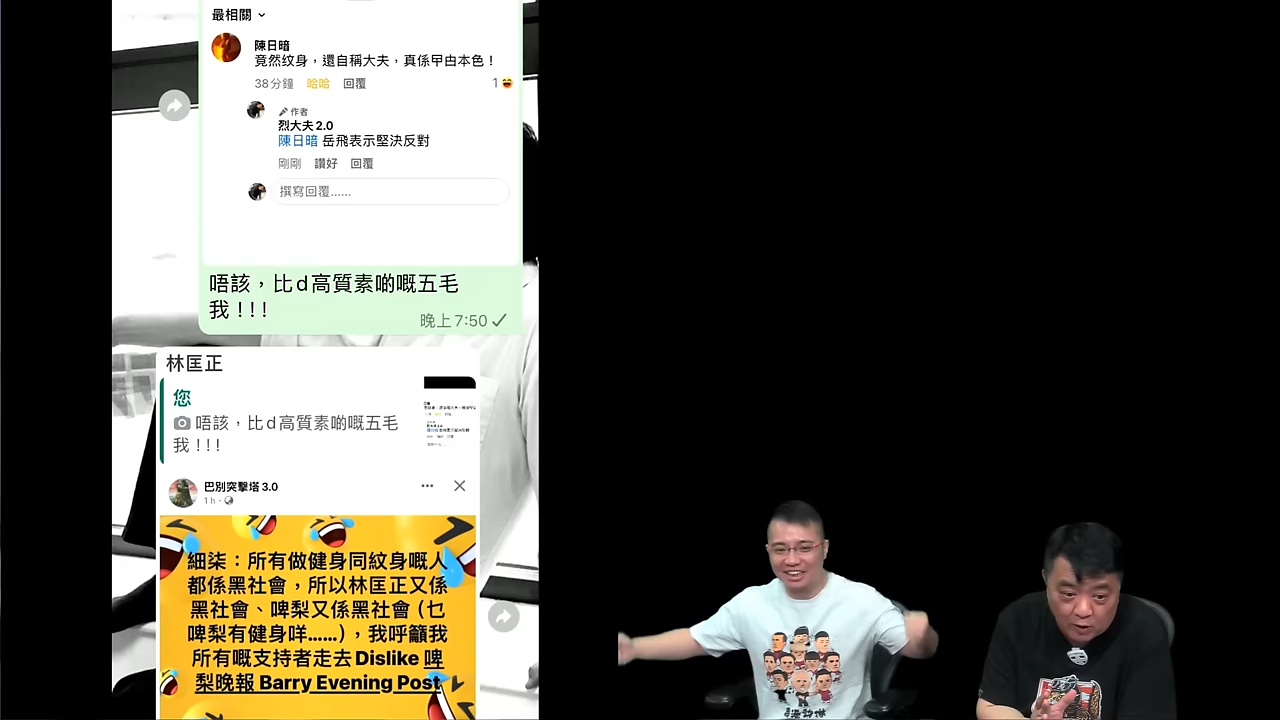 最相關
陳日暗
竟然纹身，還自稱大夫，真係曱甴本色！
38分鐘 哈哈 回覆 1
作者
烈大夫 2.0
陳日暗 岳飛表示堅決反對
剛剛 讚好 回覆
撰寫回覆......
唔該，比d高質素啲嘅五毛
我！！！
晚上 7:50
林匡正
您
唔該，比d高質素啲嘅五毛
我！！！
巴別突擊塔 3.0
1 h
細柒：所有做健身同紋身嘅人
都係黑社會，所以林匡正又係
黑社會、啤梨又係黑社會（乜
啤梨有健身咩......），我呼籲我
所有嘅支持者走去 Dislike 啤
梨晚報 Barry Evening Post